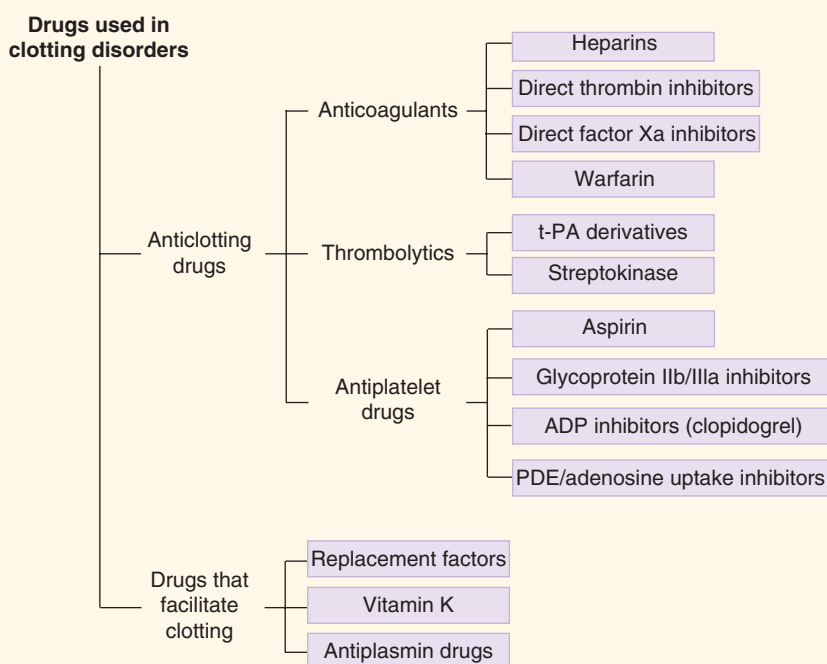 Drugs used in
clotting disorders
Anticlotting
drugs
Anticoagulants
Heparins
Direct thrombin inhibitors
Direct factor Xa inhibitors
Warfarin
Thrombolytics
t-PA derivatives
Streptokinase
Antiplatelet
drugs
Aspirin
Glycoprotein IIb/IIIa inhibitors
ADP inhibitors (clopidogrel)
PDE/adenosine uptake inhibitors
Drugs that
facilitate
clotting
Replacement factors
Vitamin K
Antiplasmin drugs